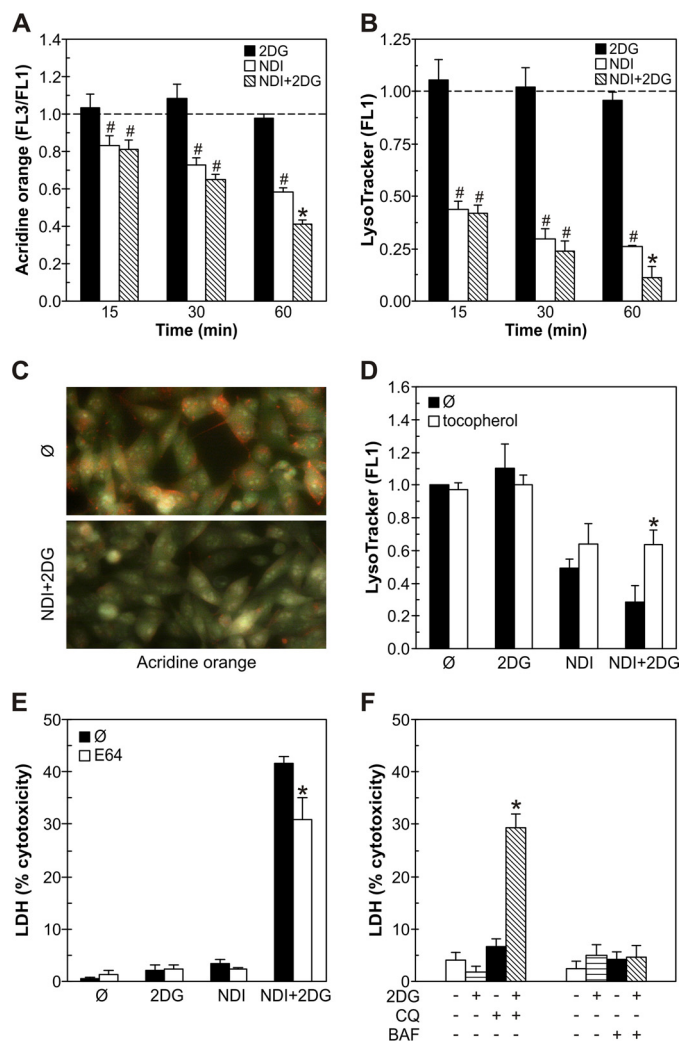 A
Acridine orange (FL3/FL1)
2DG
NDI
NDI+2DG
1.4
1.2
1.0
0.8
0.6
0.4
0.2
0.0
# #
# #
# *
15 30 60
Time (min)
B
LysoTracker (FL1)
2DG
NDI
NDI+2DG
1.25
1.00
0.75
0.50
0.25
0.00
# #
# #
# *
15 30 60
Time (min)
C
Ø
NDI+2DG
Acridine orange
D
LysoTracker (FL1)
Ø
tocopherol
1.6
1.4
1.2
1.0
0.8
0.6
0.4
0.2
0.0
*
Ø 2DG NDI NDI+2DG
E
LDH (% cytotoxicity)
Ø
E64
50
40
30
20
10
0
*
Ø 2DG NDI NDI+2DG
F
LDH (% cytotoxicity)
50
40
30
20
10
0
*
2DG - + - + - + - +
CQ - - + + - - - -
BAF - - - - - - + +